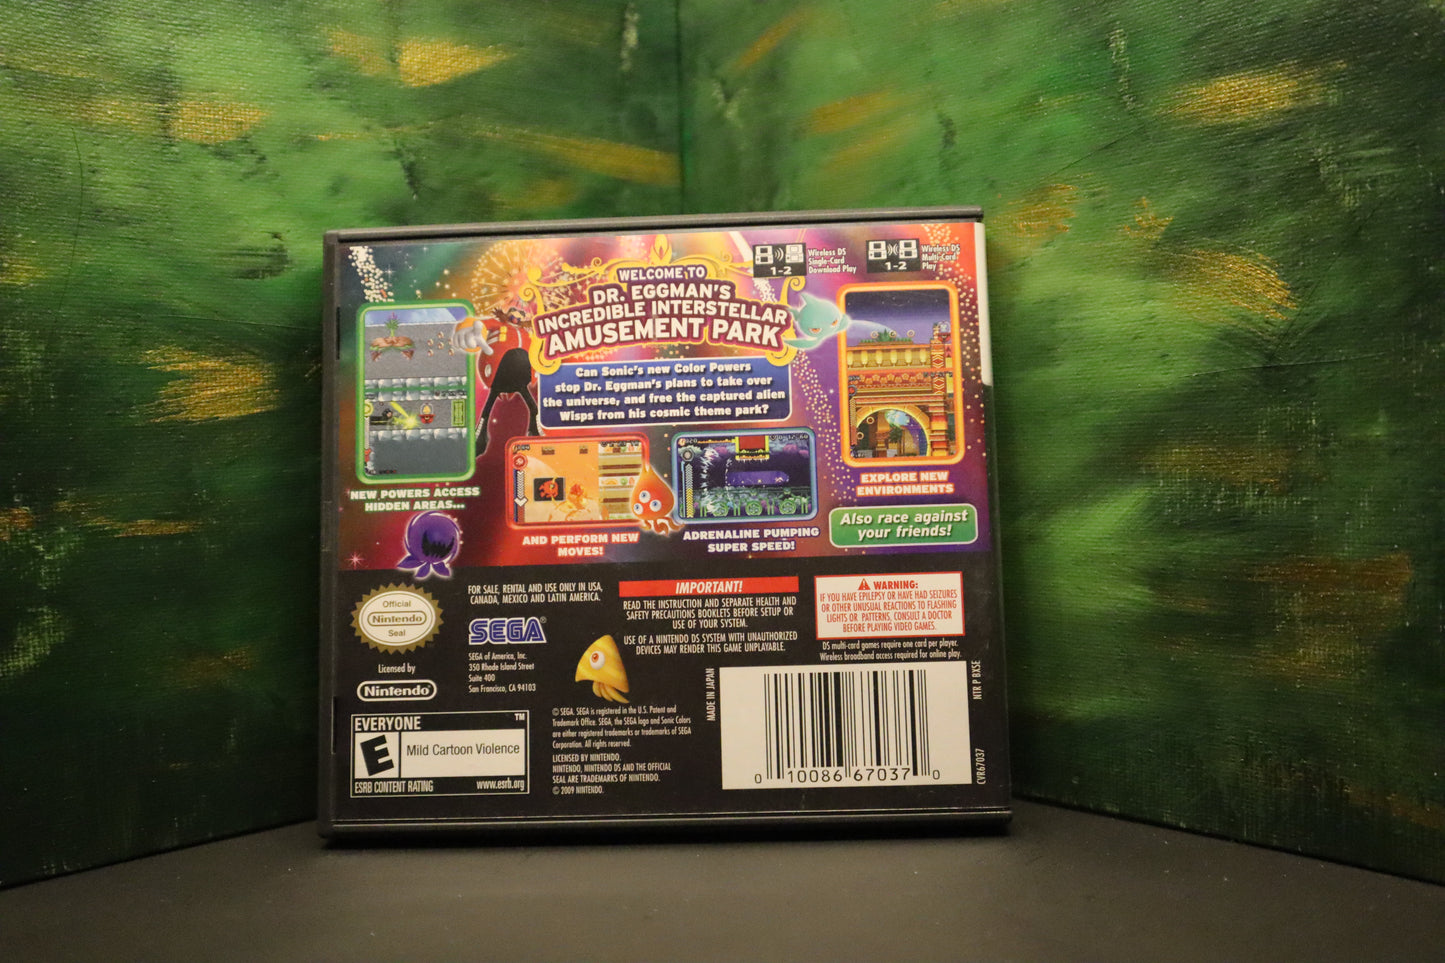 Wireless DS
Single-Card
Download Play
1-2
Wireless DS
Multi-Card
Play
1-2
WELCOME TO
DR. EGGMAN'S
INCREDIBLE INTERSTELLAR
AMUSEMENT PARK
Can Sonic's new Color Powers
stop Dr. Eggman's plans to take over
the universe, and free the captured alien
Wisps from his cosmic theme park?
NEW POWERS ACCESS
HIDDEN AREAS...
AND PERFORM NEW
MOVES!
ADRENALINE PUMPING
SUPER SPEED!
EXPLORE NEW
ENVIRONMENTS
Also race against
your friends!
Official
Nintendo
Seal
Licensed by
Nintendo®
FOR SALE, RENTAL AND USE ONLY IN USA,
CANADA, MEXICO AND LATIN AMERICA.
SEGA®
SEGA of America, Inc.
350 Rhode Island Street
Suite 400
San Francisco, CA 94103
IMPORTANT!
READ THE INSTRUCTION AND SEPARATE HEALTH AND
SAFETY PRECAUTIONS BOOKLETS BEFORE SETUP OR
USE OF YOUR SYSTEM.
USE OF A NINTENDO DS SYSTEM WITH UNAUTHORIZED
DEVICES MAY RENDER THIS GAME UNPLAYABLE.
WARNING:
IF YOU HAVE EPILEPSY OR HAVE HAD SEIZURES
OR OTHER UNUSUAL REACTIONS TO FLASHING
LIGHTS OR PATTERNS, CONSULT A DOCTOR
BEFORE PLAYING VIDEO GAMES.
DS multi-card games require one card per player.
Wireless broadband access required for online play.
EVERYONE
™
E
Mild Cartoon Violence
ESRB CONTENT RATING
www.esrb.org
© SEGA. SEGA is registered in the U.S. Patent and
Trademark Office. SEGA, the SEGA logo and Sonic Colors
are either registered trademarks or trademarks of SEGA
Corporation. All rights reserved.
LICENSED BY NINTENDO.
NINTENDO, NINTENDO DS AND THE OFFICIAL
SEAL ARE TRADEMARKS OF NINTENDO.
© 2009 NINTENDO.
MADE IN JAPAN
0 10086 67037 0
NTR P BXSE
CVR67037